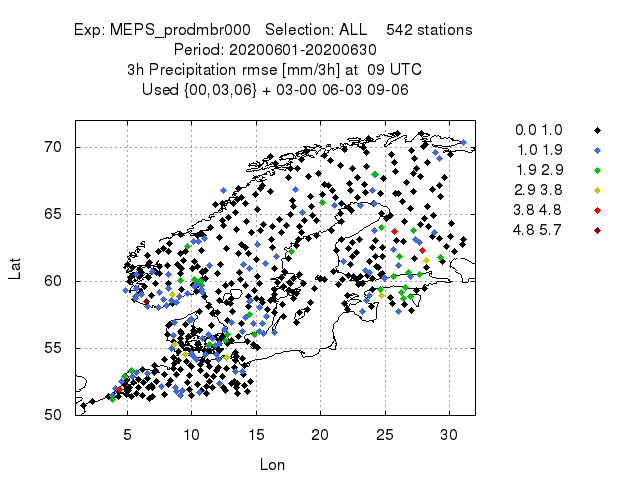 Exp: MEPS_prodmbr000 Selection: ALL 542 stations
Period: 20200601-20200630
3h Precipitation rmse [mm/3h] at 09 UTC
Used {00,03,06} + 03-00 06-03 09-06
70
65
60
55
50
Lat
5 10 15 20 25 30
Lon
0.0 1.0
1.0 1.9
1.9 2.9
2.9 3.8
3.8 4.8
4.8 5.7